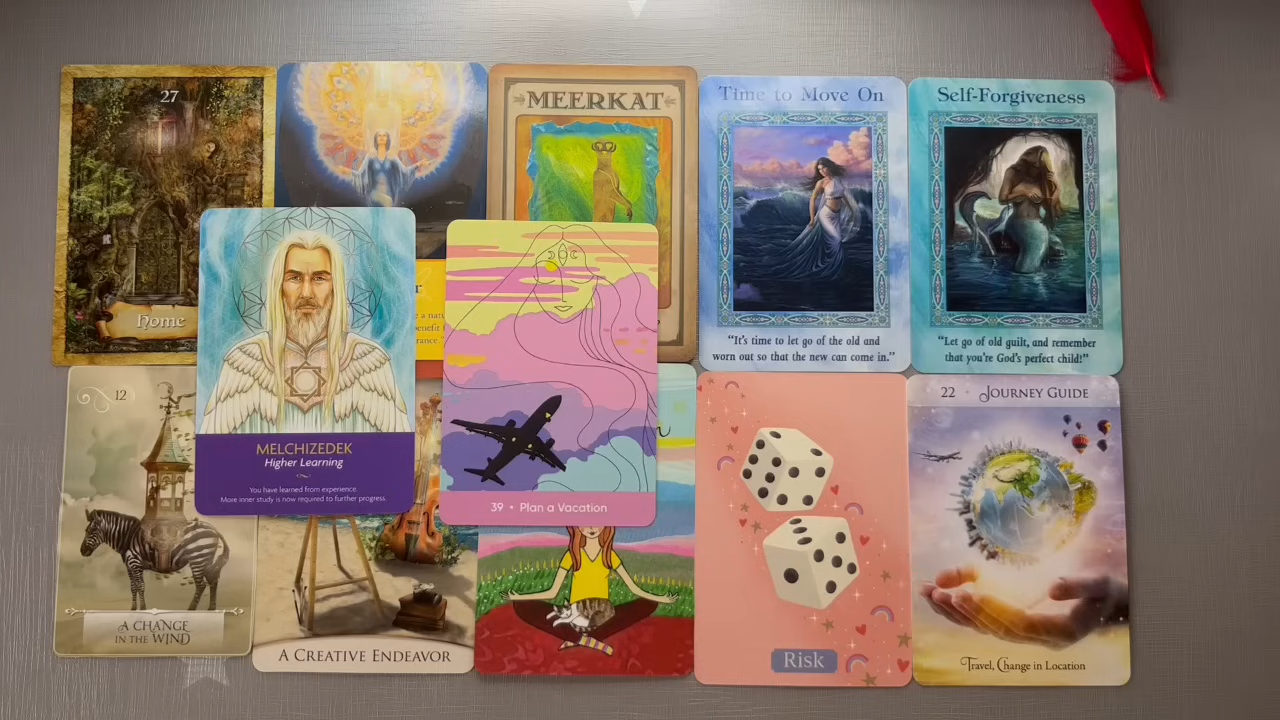 27
Home
MEERKAT
Time to Move On
"It's time to let go of the old and
worn out so that the new can come in."
Self-Forgiveness
"Let go of old guilt, and remember
that you're God's perfect child!"
MELCHIZEDEK
Higher Learning
You have learned from experience.
More inner study is now required to further progress.
39 • Plan a Vacation
12
A CHANGE
IN THE WIND
A CREATIVE ENDEAVOR
Risk
22 • JOURNEY GUIDE
Travel, Change in Location